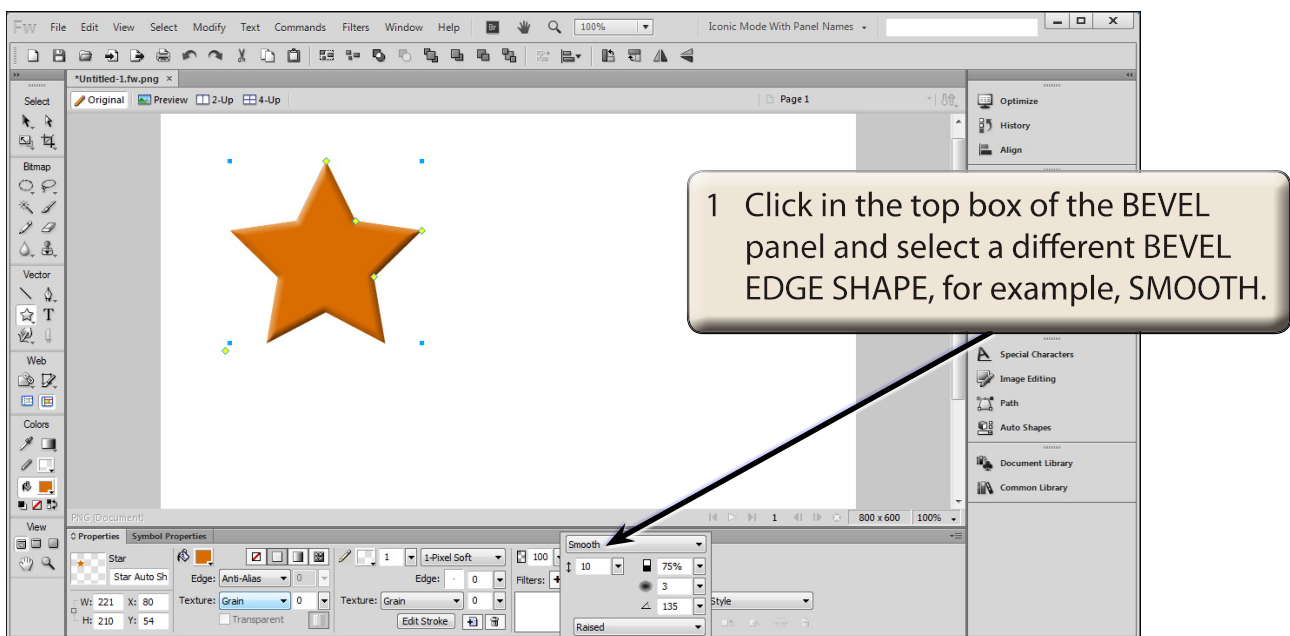 Fw File Edit View Select Modify Text Commands Filters Window Help Br 100% Iconic Mode With Panel Names
*Untitled-1.fw.png ×
Original Preview 2-Up 4-Up Page 1
Select
Bitmap
Vector
T
Web
Colors
View
Optimize
History
Align
1 Click in the top box of the BEVEL
panel and select a different BEVEL
EDGE SHAPE, for example, SMOOTH.
Special Characters
Image Editing
Path
Auto Shapes
Document Library
Common Library
PNG (Document) 1 800 x 600 100%
Properties Symbol Properties
Star 1 1-Pixel Soft 100
Star Auto Sh Edge: Anti-Alias 0 Edge: 0 Filters: +
W: 221 X: 80 Texture: Grain 0 Texture: Grain 0
H: 210 Y: 54 Transparent Edit Stroke
Smooth
10 75%
3
135
Raised
Style